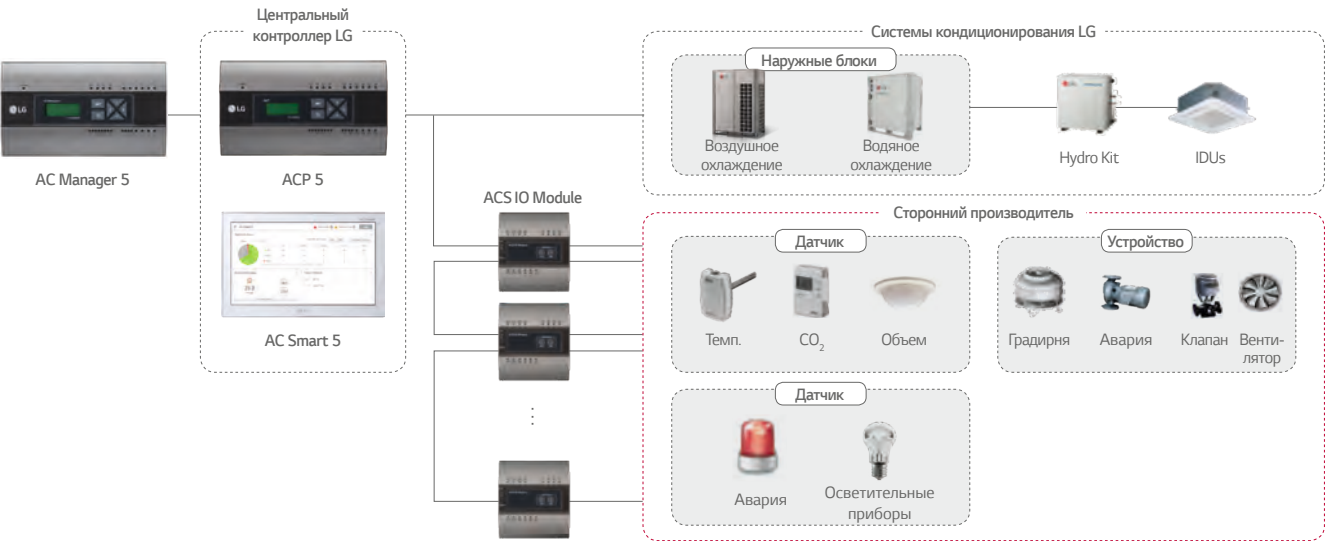 Центральный
контроллер LG
LG
AC Manager 5
LG
ACP 5
AC Smart 5
ACS IO Module
Системы кондиционирования LG
Наружные блоки
Воздушное
охлаждение
Водяное
охлаждение
Hydro Kit
IDUs
Сторонний производитель
Датчик
Темп.
CO₂
Объем
Устройство
Градирня
Авария
Клапан
Венти-
лятор
Датчик
Авария
Осветительные
приборы